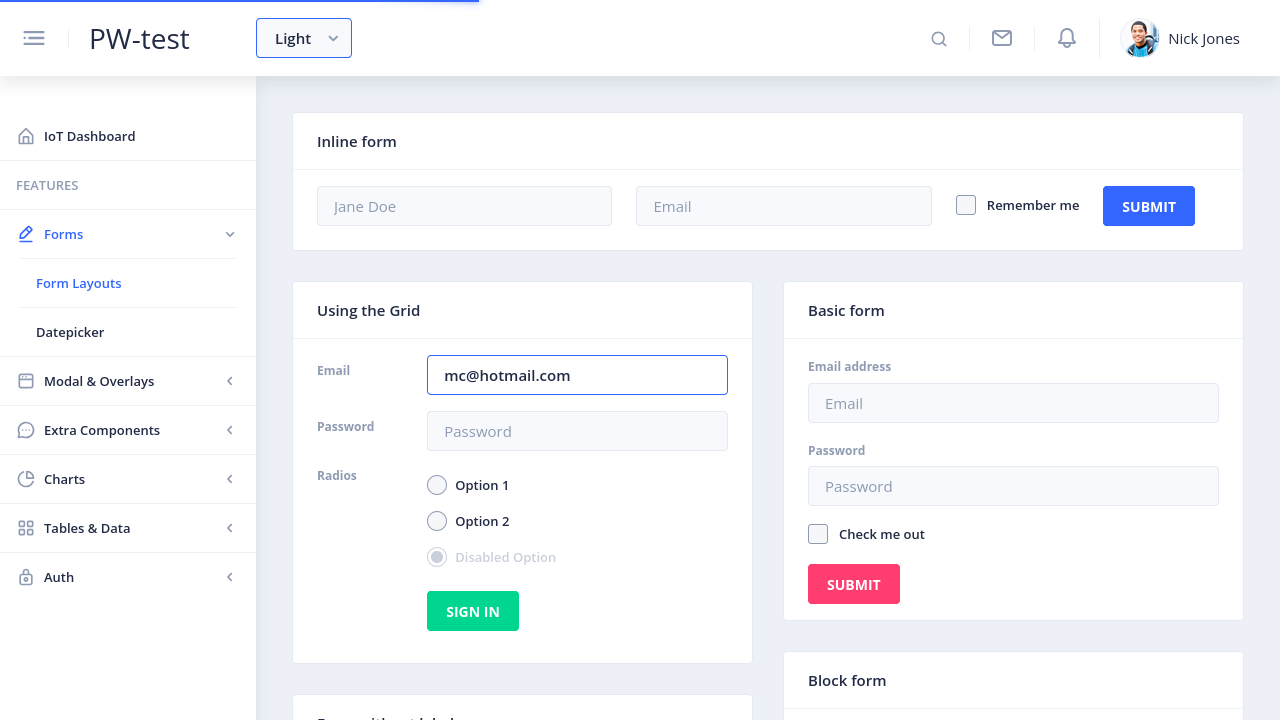 PW-test
Light
Nick Jones
IoT Dashboard
FEATURES
Forms
Form Layouts
Datepicker
Modal & Overlays
Extra Components
Charts
Tables & Data
Auth
Inline form
Jane Doe
Email
Remember me
SUBMIT
Using the Grid
Email
mc@hotmail.com
Password
Password
Radios
Option 1
Option 2
Disabled Option
SIGN IN
Basic form
Email address
Email
Password
Password
Check me out
SUBMIT
Block form